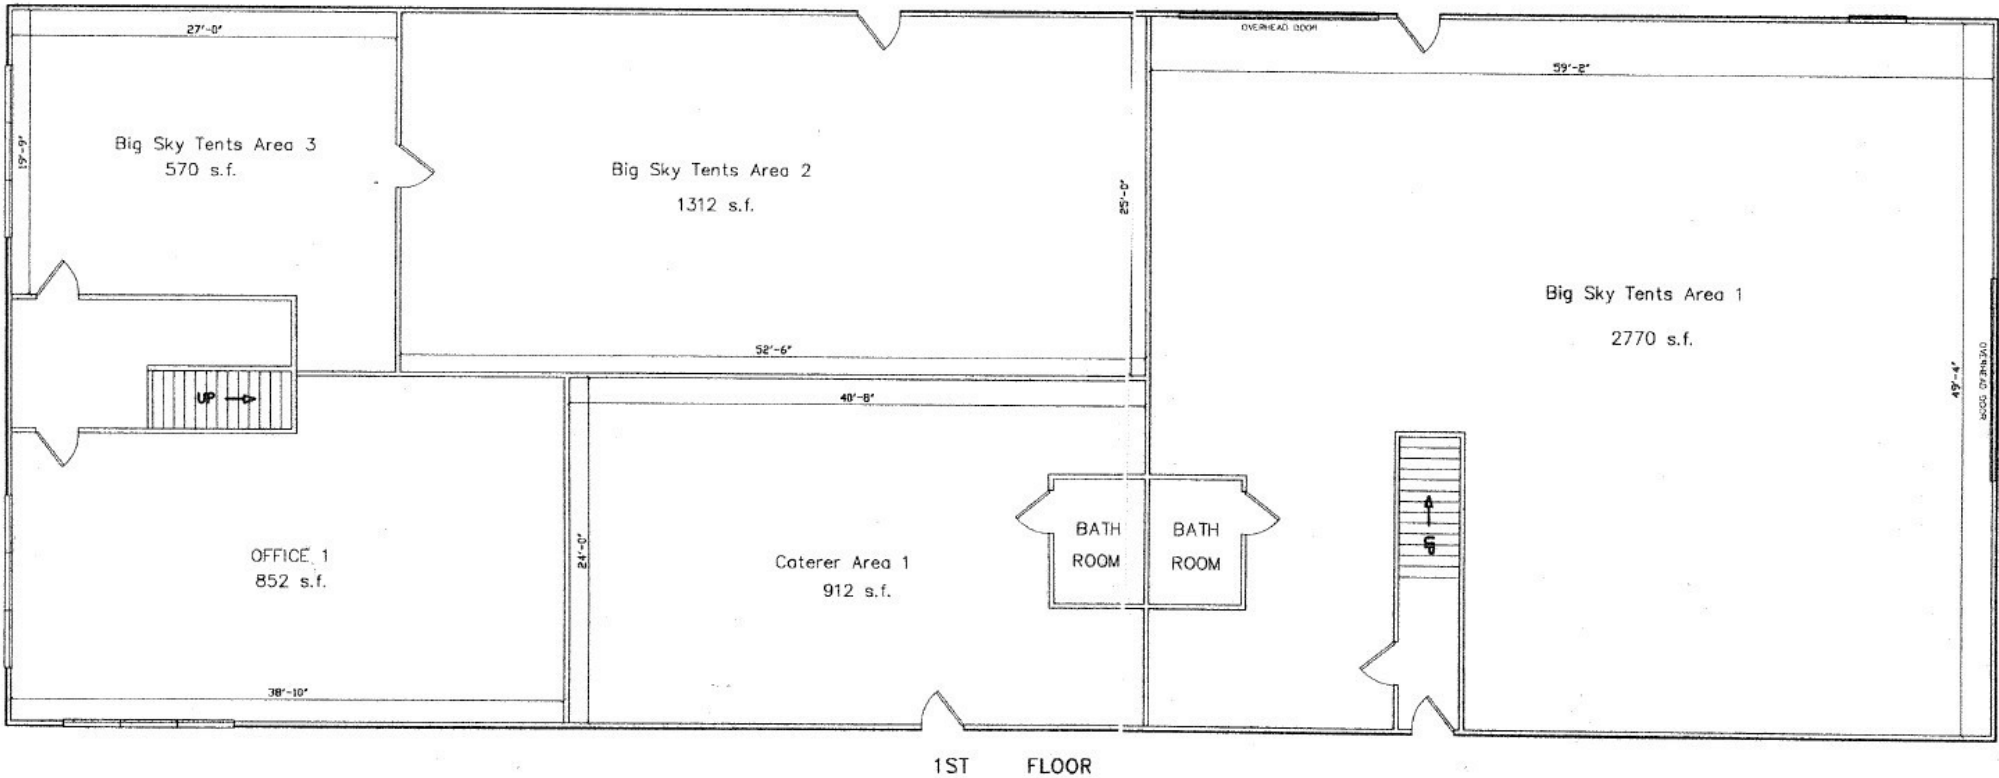 27'-0"
OVERHEAD DOOR
59'-2"
19'-9"
Big Sky Tents Area 3
570 s.f.
Big Sky Tents Area 2
1312 s.f.
25'-0"
Big Sky Tents Area 1
2770 s.f.
52'-6"
OVERHEAD DOOR
49'-4"
UP
40'-8"
BATH
ROOM
BATH
ROOM
UP
24'-0"
OFFICE 1
852 s.f.
Caterer Area 1
912 s.f.
38'-10"
1ST FLOOR